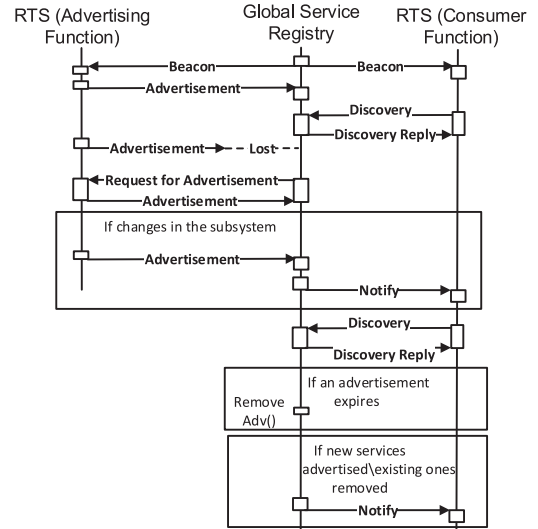 RTS (Advertising
Function)
Global Service
Registry
RTS (Consumer
Function)
Beacon
Beacon
Advertisement
Discovery
Discovery Reply
Advertisement
Lost
Request for Advertisement
Advertisement
If changes in the subsystem
Advertisement
Notify
Discovery
Discovery Reply
If an advertisement
expires
Remove
Adv()
If new services
advertised\existing ones
removed
Notify